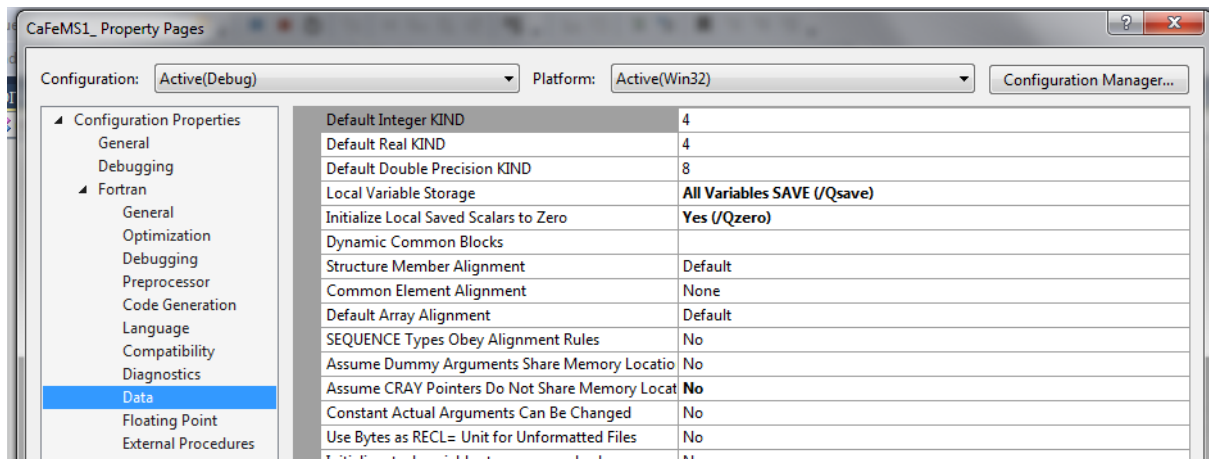 CaFeMS1_ Property Pages
Configuration: Active(Debug) Platform: Active(Win32) Configuration Manager...
Configuration Properties
General
Debugging
Fortran
General
Optimization
Debugging
Preprocessor
Code Generation
Language
Compatibility
Diagnostics
Data
Floating Point
External Procedures
Default Integer KIND 4
Default Real KIND 4
Default Double Precision KIND 8
Local Variable Storage All Variables SAVE (/Qsave)
Initialize Local Saved Scalars to Zero Yes (/Qzero)
Dynamic Common Blocks
Structure Member Alignment Default
Common Element Alignment None
Default Array Alignment Default
SEQUENCE Types Obey Alignment Rules No
Assume Dummy Arguments Share Memory Locatio No
Assume CRAY Pointers Do Not Share Memory Locat No
Constant Actual Arguments Can Be Changed No
Use Bytes as RECL= Unit for Unformatted Files No